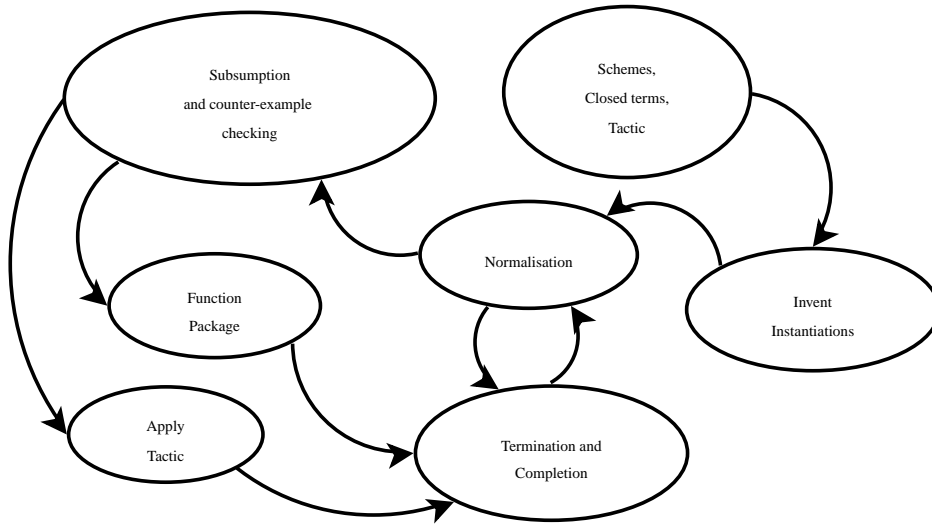 Subsumption
and counter-example
checking
Schemes,
Closed terms,
Tactic
Normalisation
Function
Package
Invent
Instantiations
Apply
Tactic
Termination and
Completion